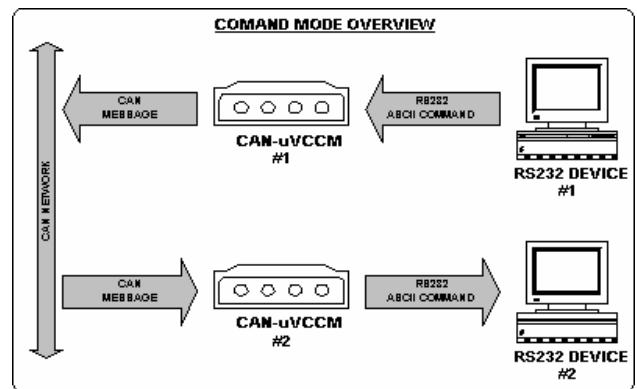 COMAND MODE OVERVIEW
CAN
MESSAGE
RS232
ASCII COMMAND
CAN-uVCCM
#1
RS232 DEVICE
#1
CAN NETWORK
CAN
MESSAGE
RS232
ASCII COMMAND
CAN-uVCCM
#2
RS232 DEVICE
#2